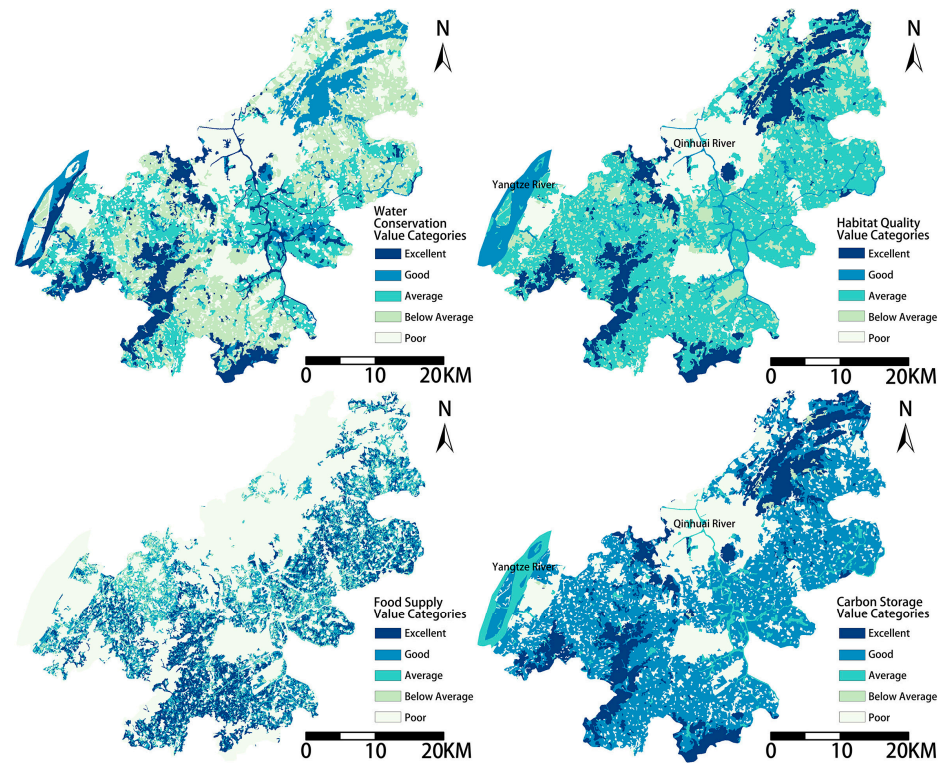 N
Water
Conservation
Value Categories
Excellent
Good
Average
Below Average
Poor
0 10 20KM
N
Qinhuai River
Yangtze River
Habitat Quality
Value Categories
Excellent
Good
Average
Below Average
Poor
0 10 20KM
N
Food Supply
Value Categories
Excellent
Good
Average
Below Average
Poor
0 10 20KM
N
Qinhuai River
Yangtze River
Carbon Storage
Value Categories
Excellent
Good
Average
Below Average
Poor
0 10 20KM